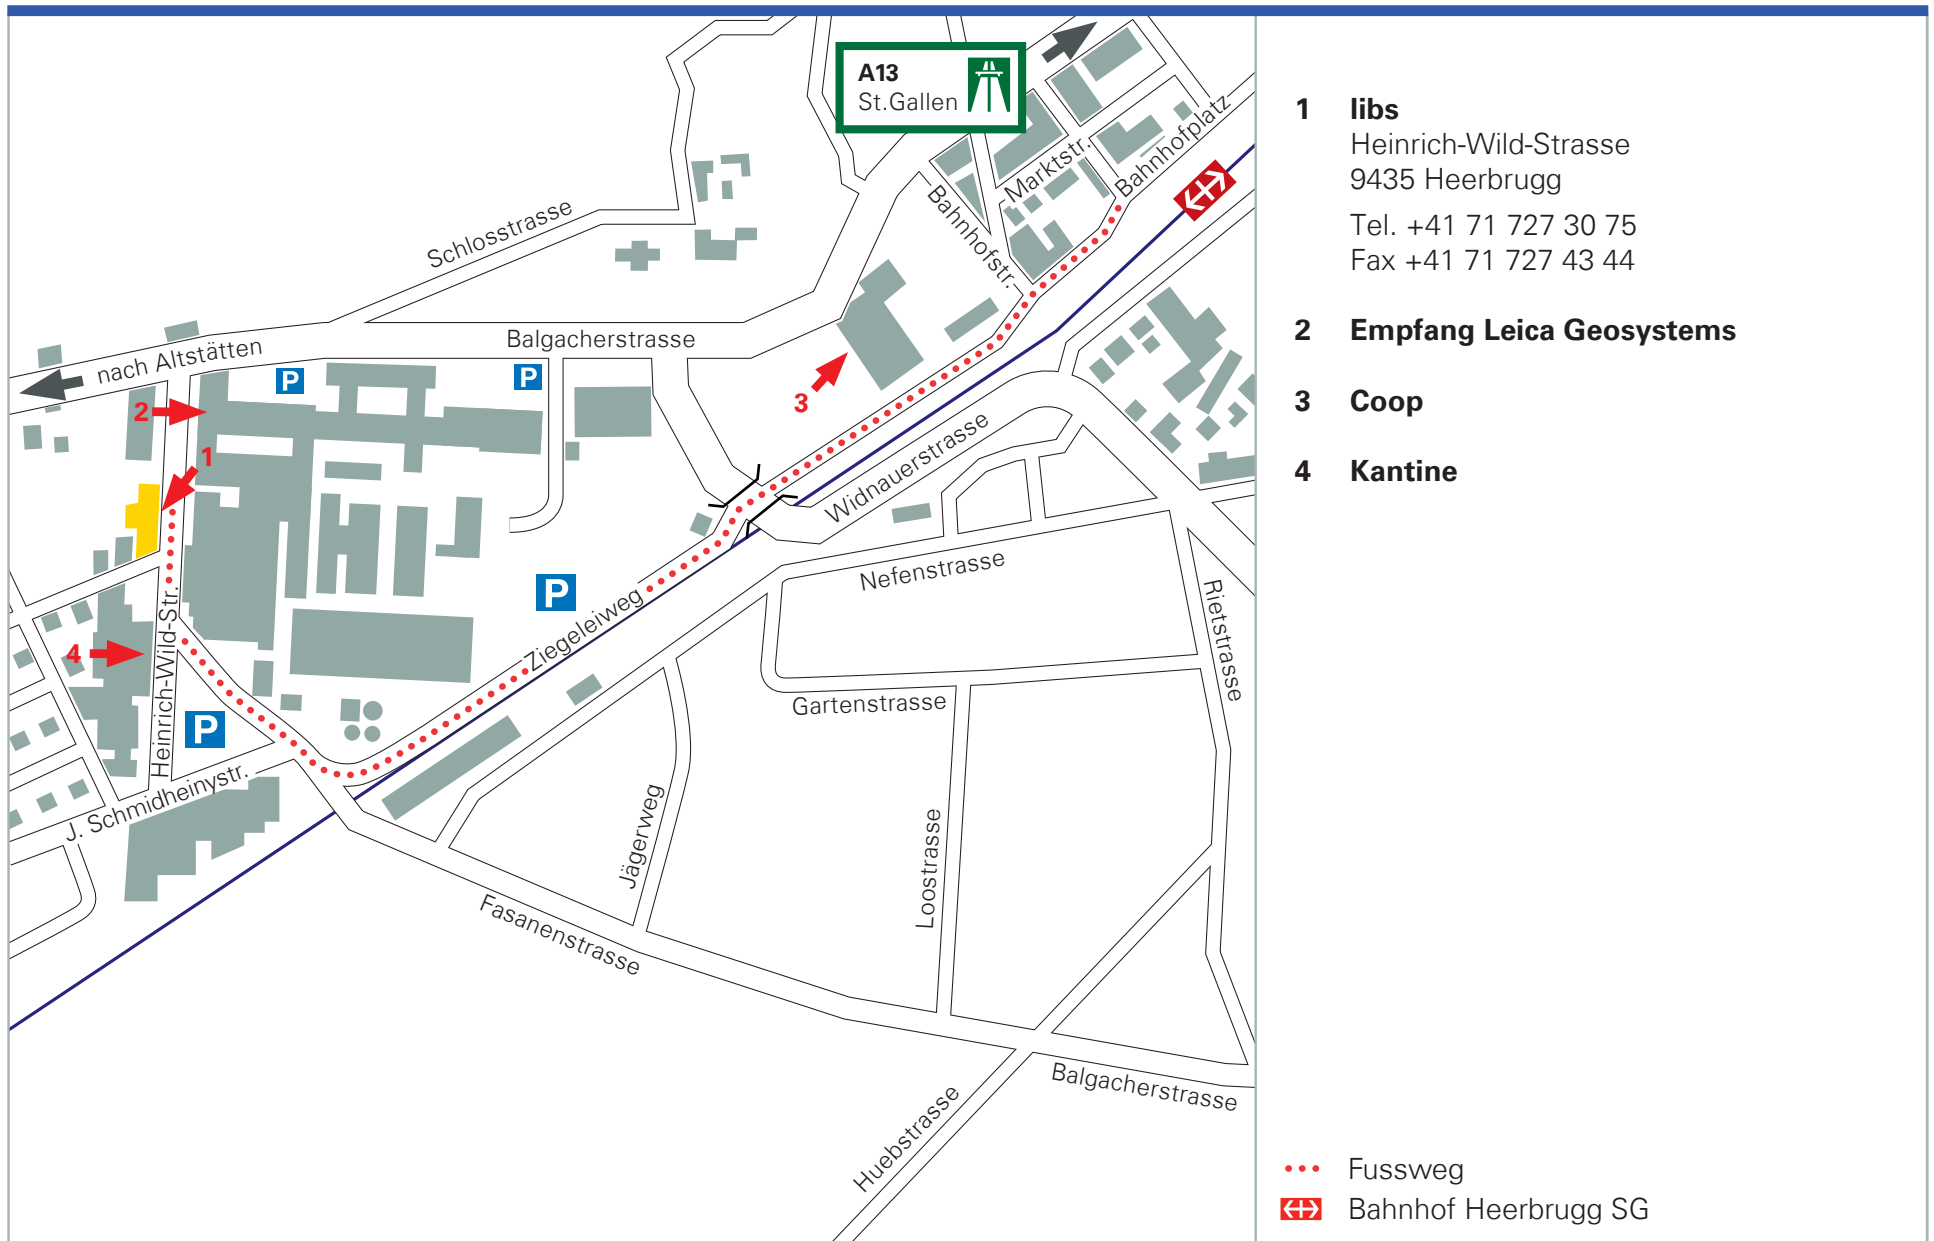 A13
St.Gallen
Schlosstrasse
Marktstr.
Bahnhofplatz
Bahnhofstr.
nach Altstätten
Balgacherstrasse
P
P
2
1
3
Widnauerstrasse
Nefenstrasse
P
Ziegeleiweg
Rietstrasse
4
Heinrich-Wild-Str.
P
Gartenstrasse
J. Schmidheinystr.
Jägerweg
Loostrasse
Fasanenstrasse
Balgacherstrasse
Huebstrasse
1 libs
Heinrich-Wild-Strasse
9435 Heerbrugg
Tel. +41 71 727 30 75
Fax +41 71 727 43 44
2 Empfang Leica Geosystems
3 Coop
4 Kantine
Fussweg
Bahnhof Heerbrugg SG